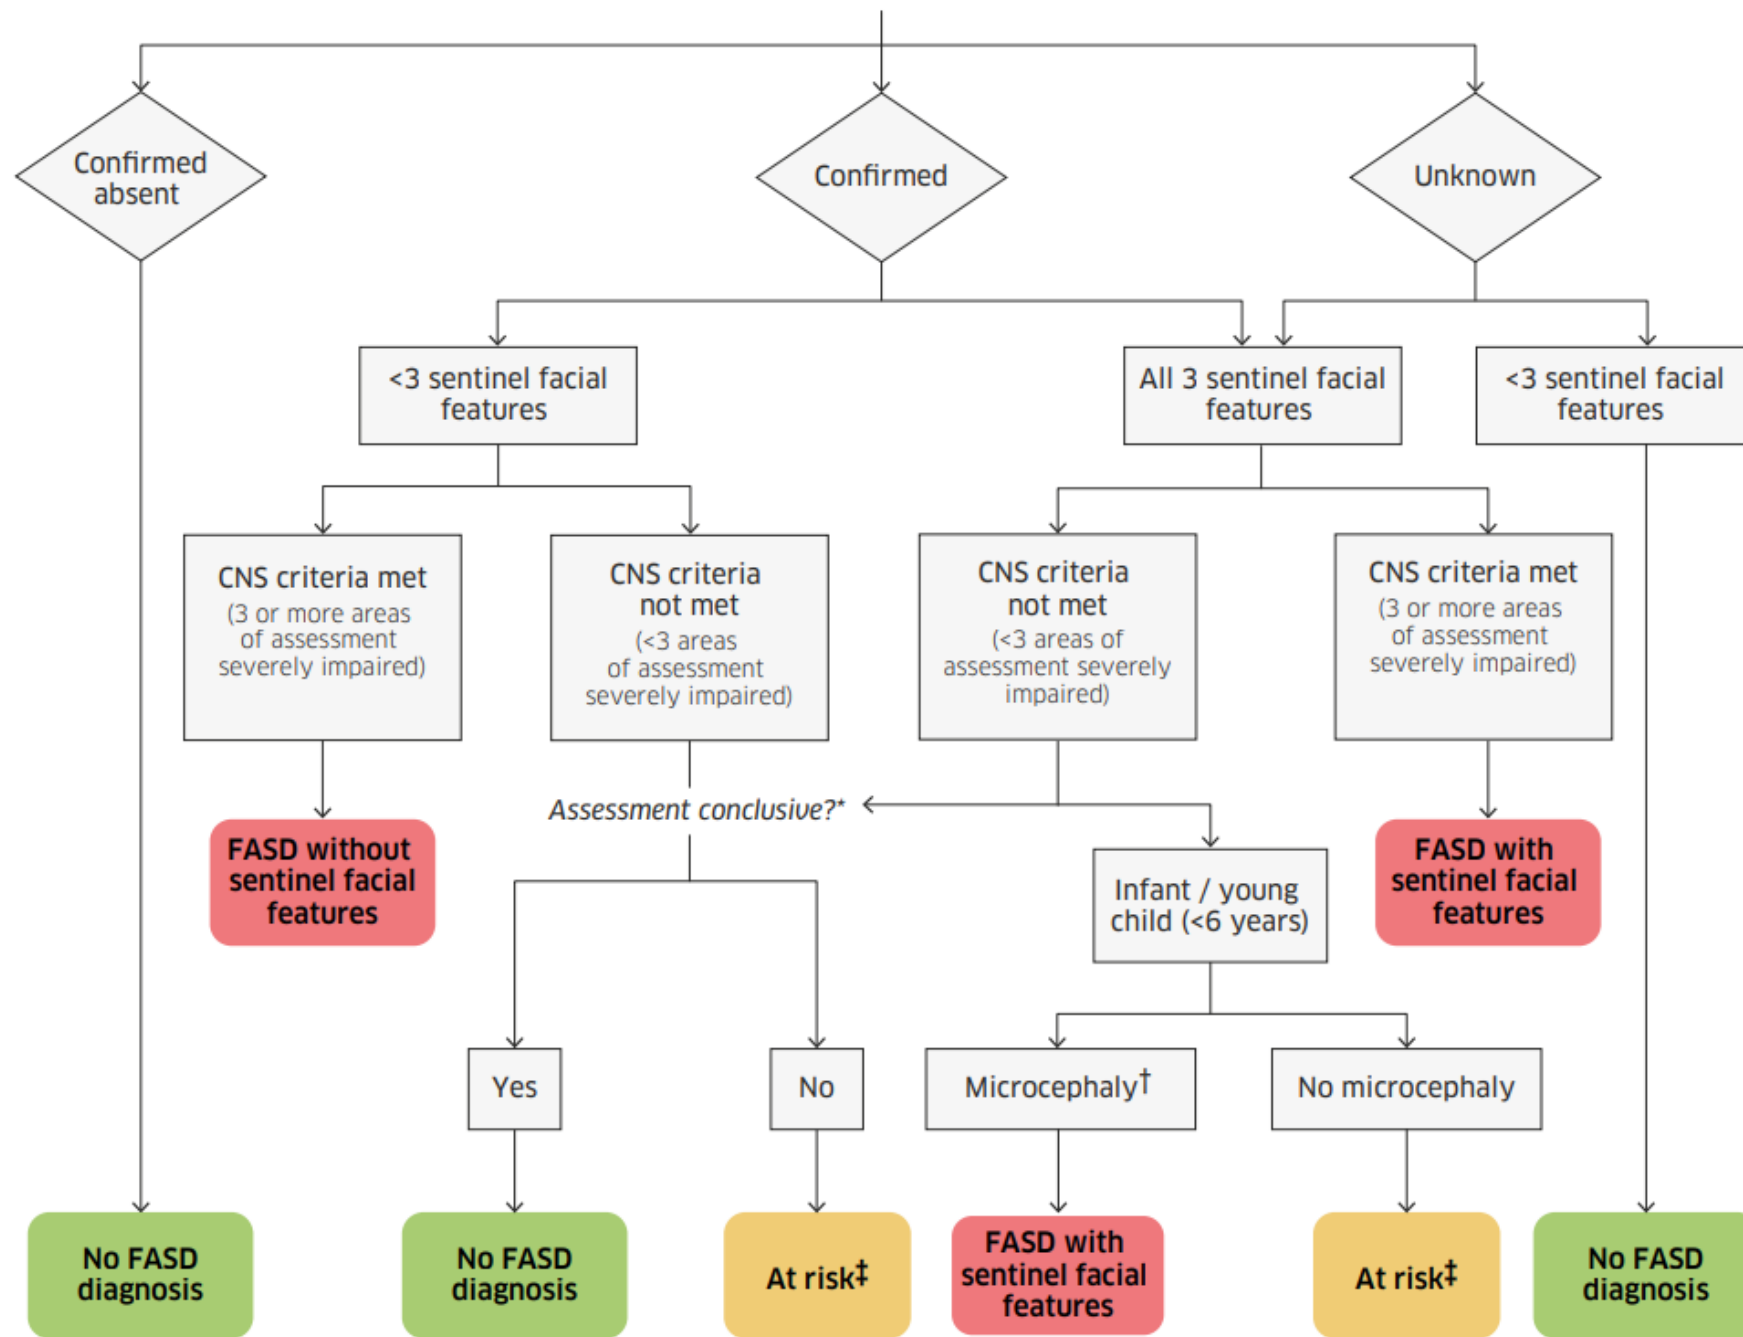 Confirmed
absent
Confirmed
Unknown
<3 sentinel facial
features
All 3 sentinel facial
features
<3 sentinel facial
features
CNS criteria met
(3 or more areas
of assessment
severely impaired)
CNS criteria
not met
(<3 areas
of assessment
severely impaired)
CNS criteria
not met
(<3 areas of
assessment severely
impaired)
CNS criteria met
(3 or more areas
of assessment
severely impaired)
Assessment conclusive?*
FASD without
sentinel facial
features
Infant / young
child (<6 years)
FASD with
sentinel facial
features
Yes
No
Microcephaly†
No microcephaly
No FASD
diagnosis
No FASD
diagnosis
At risk‡
FASD with
sentinel facial
features
At risk‡
No FASD
diagnosis